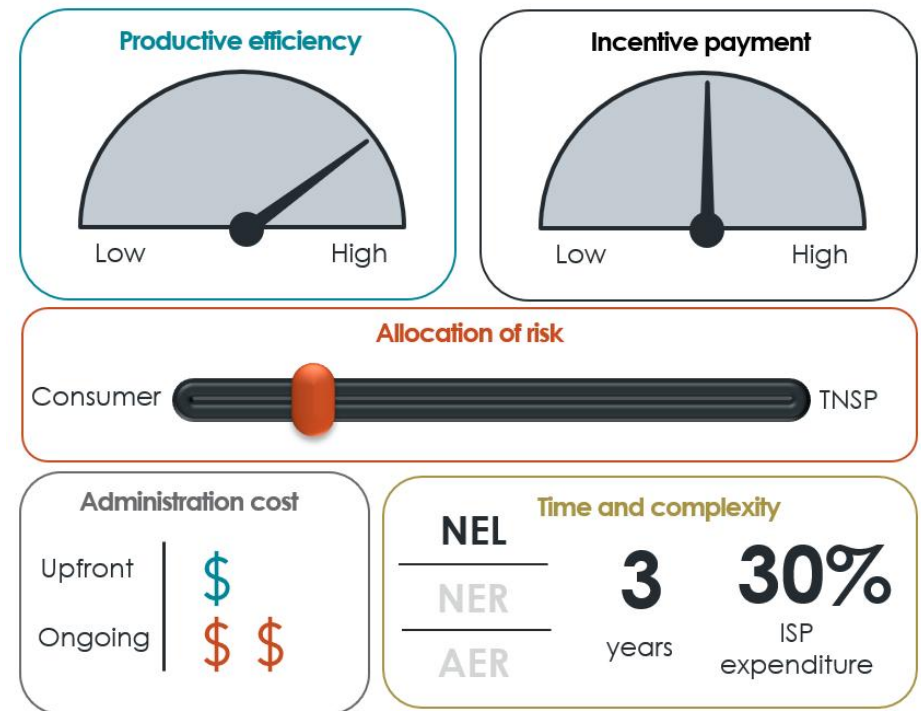 Productive efficiency
Low
High
Incentive payment
Low
High
Allocation of risk
Consumer
TNSP
Administration cost
Upfront
$
Ongoing
$ $
Time and complexity
NEL
NER
AER
3
years
30%
ISP
expenditure